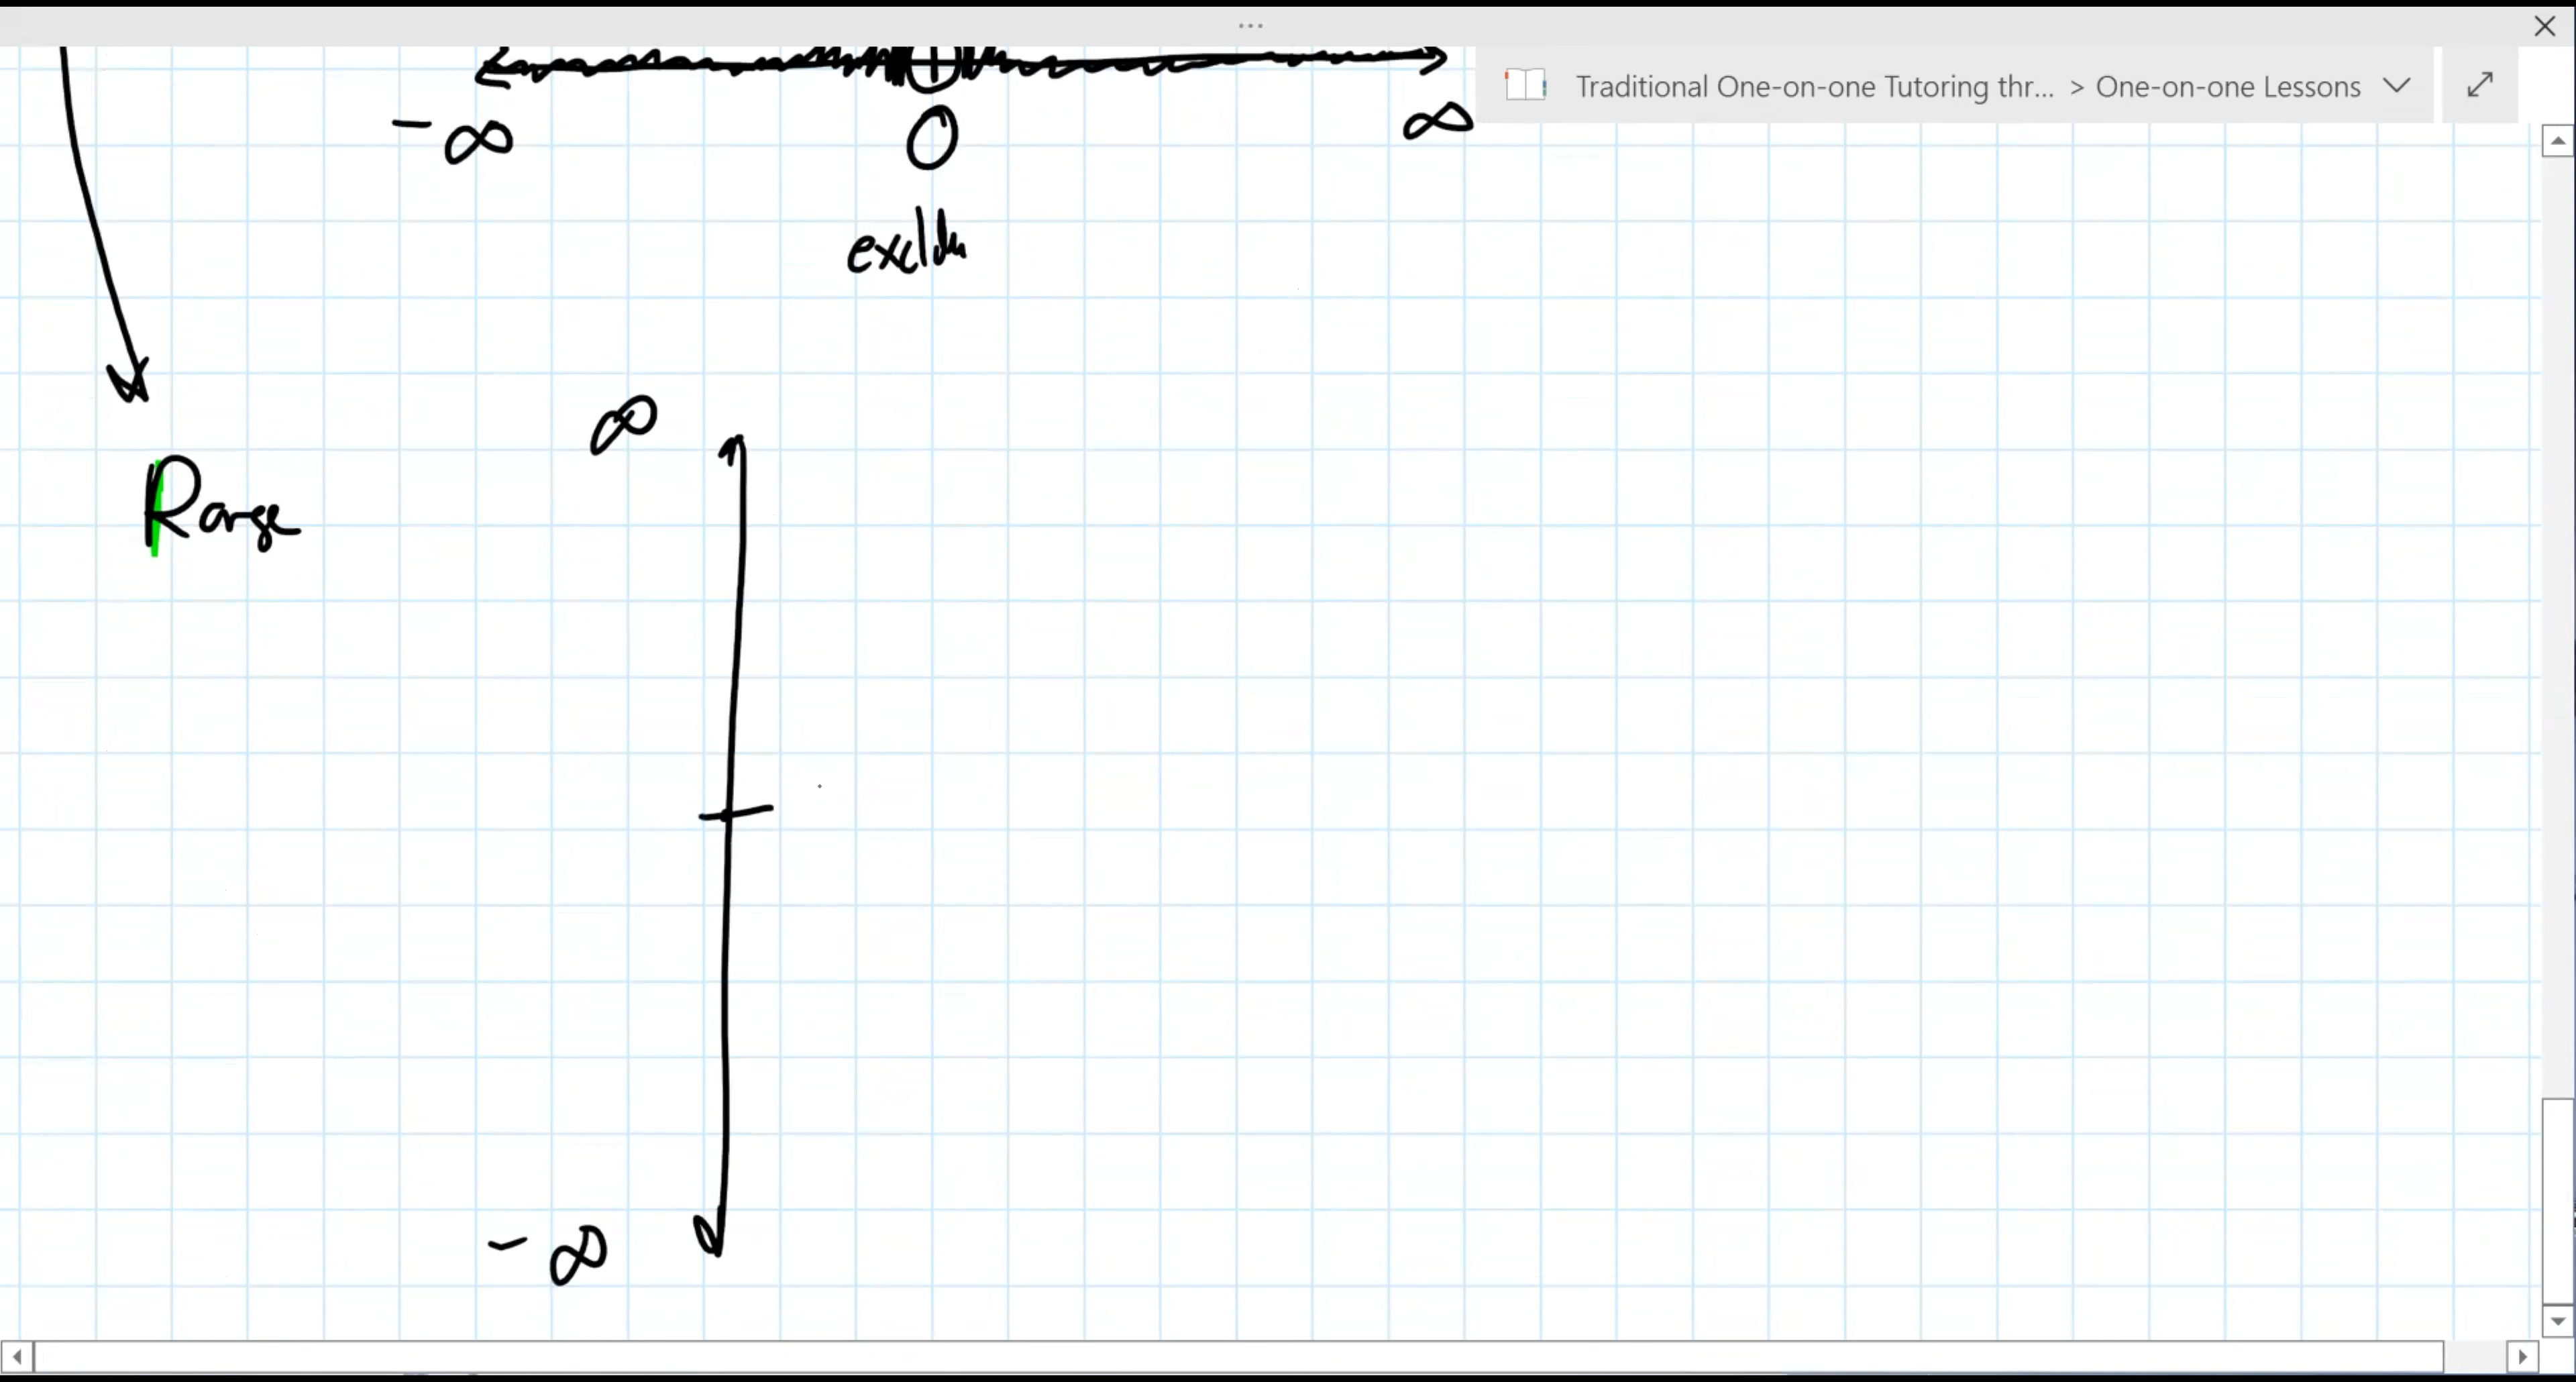 ...
Traditional One-on-one Tutoring thr... > One-on-one Lessons
-∞ 0 ∞
∞
Range
-∞